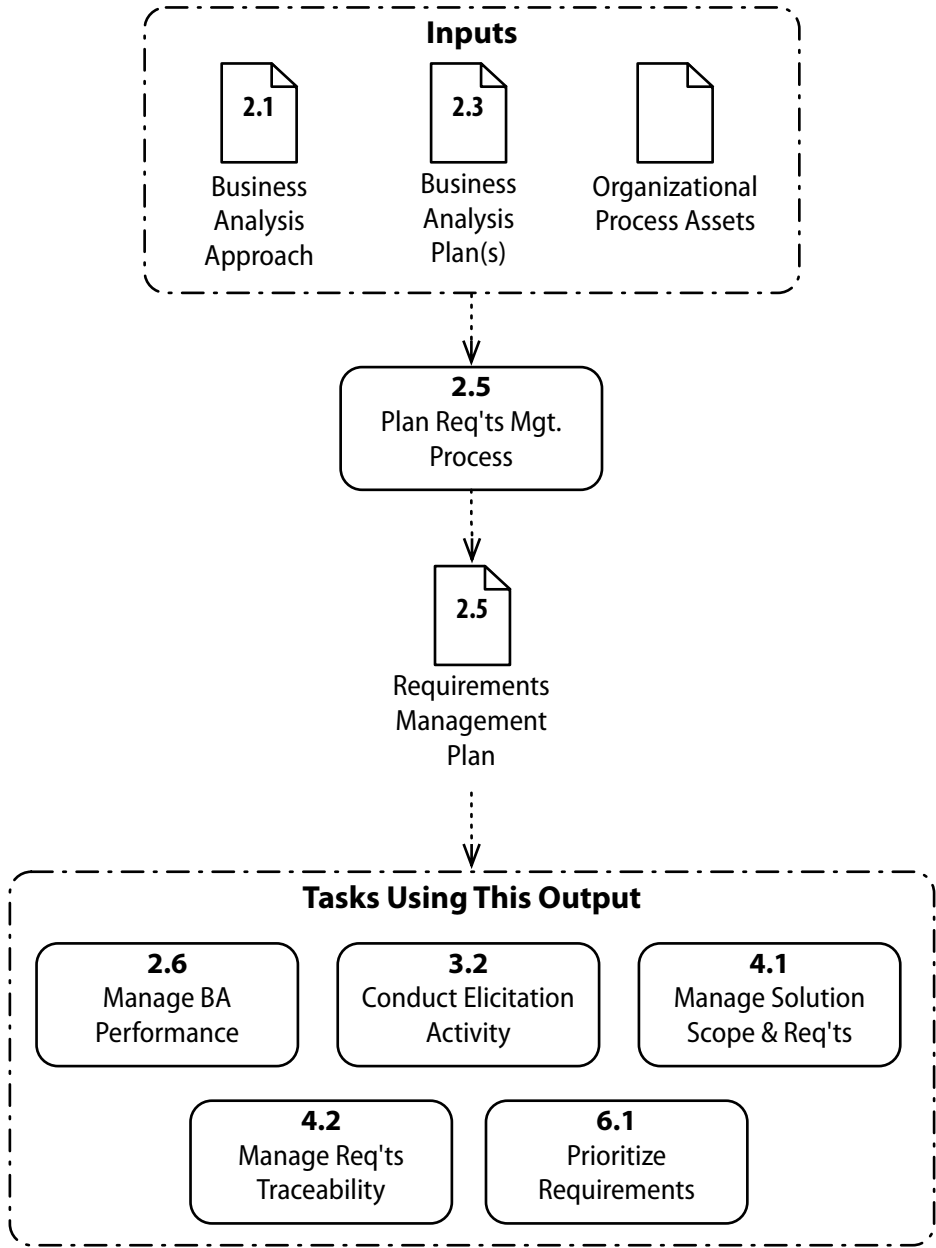 Inputs
2.1
Business
Analysis
Approach
2.3
Business
Analysis
Plan(s)
Organizational
Process Assets
2.5
Plan Req'ts Mgt.
Process
2.5
Requirements
Management
Plan
Tasks Using This Output
2.6
Manage BA
Performance
3.2
Conduct Elicitation
Activity
4.1
Manage Solution
Scope & Req'ts
4.2
Manage Req'ts
Traceability
6.1
Prioritize
Requirements